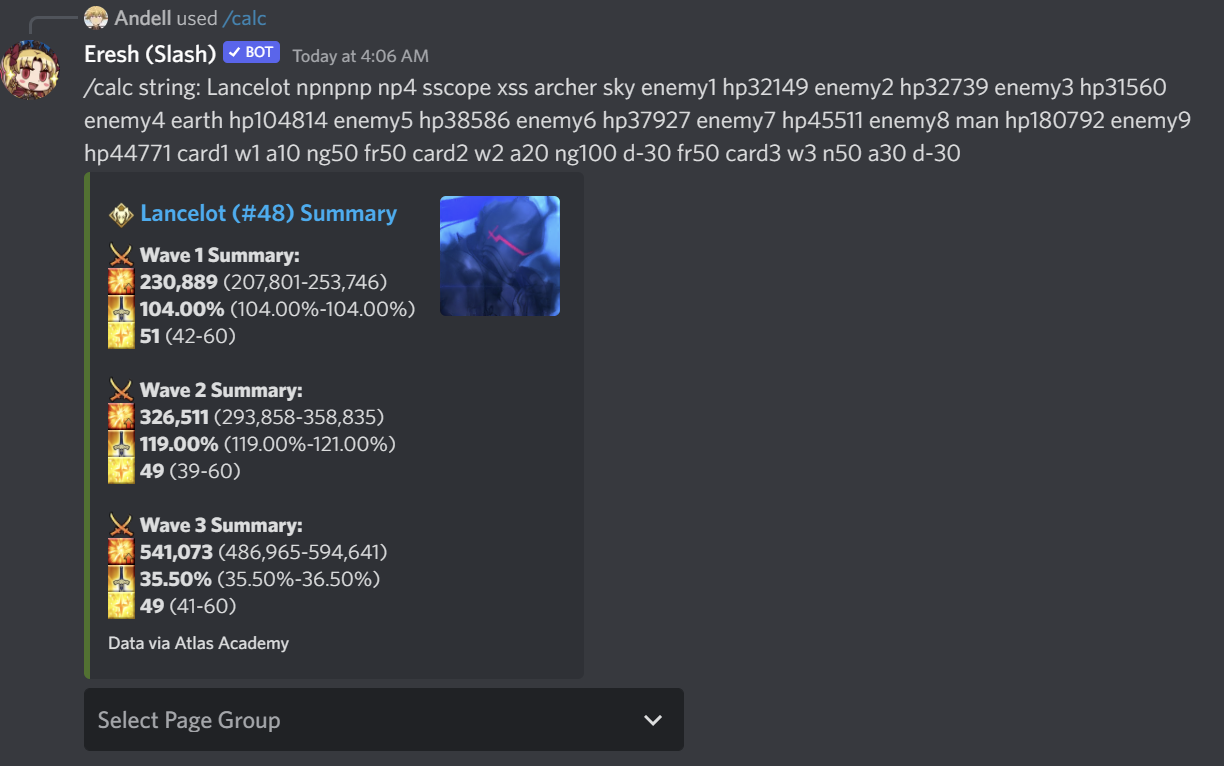 Andell used /calc
Eresh (Slash) ✓ BOT Today at 4:06 AM
/calc string: Lancelot npnpnp np4 sscope xss archer sky enemy1 hp32149 enemy2 hp32739 enemy3 hp31560
enemy4 earth hp104814 enemy5 hp38586 enemy6 hp37927 enemy7 hp45511 enemy8 man hp180792 enemy9
hp44771 card1 w1 a10 ng50 fr50 card2 w2 a20 ng100 d-30 fr50 card3 w3 n50 a30 d-30
Lancelot (#48) Summary
Wave 1 Summary:
230,889 (207,801-253,746)
104.00% (104.00%-104.00%)
51 (42-60)
Wave 2 Summary:
326,511 (293,858-358,835)
119.00% (119.00%-121.00%)
49 (39-60)
Wave 3 Summary:
541,073 (486,965-594,641)
35.50% (35.50%-36.50%)
49 (41-60)
Data via Atlas Academy
Select Page Group